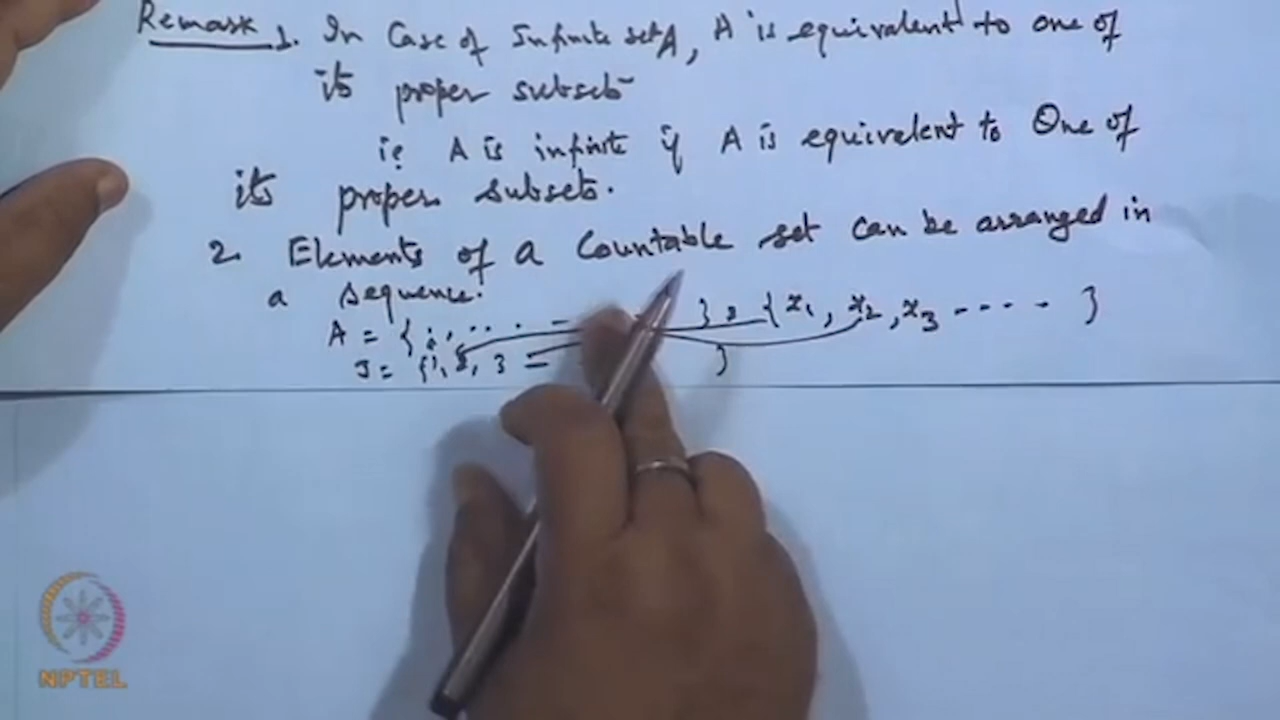 Remark 1. In Case of Infinite set A, A is equivalent to one of
its proper subsets
ie A is infinite if A is equivalent to One of
its proper subsets.
2. Elements of a Countable set can be arranged in
a sequence.
A = { . , . . . - } = { x1, x2, x3 - - - - }
J = { 1, 2, 3 - }
NPTEL